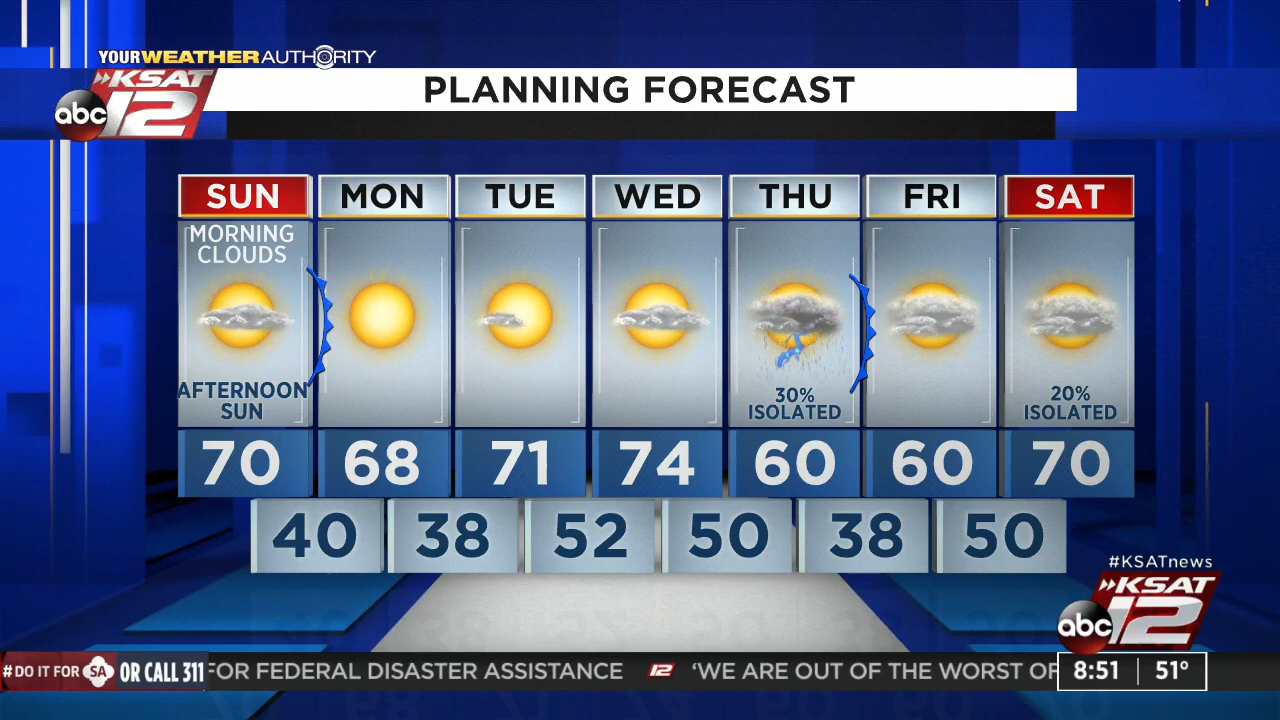 YOURWEATHERAUTHORITY
KSAT
abc 12
PLANNING FORECAST
SUN MON TUE WED THU FRI SAT
MORNING
CLOUDS
AFTERNOON
SUN
30%
ISOLATED
20%
ISOLATED
70 68 71 74 60 60 70
40 38 52 50 38 50
#KSATnews
KSAT
abc 12
#DO IT FOR SA OR CALL 311 FOR FEDERAL DISASTER ASSISTANCE 12 'WE ARE OUT OF THE WORST OF
8:51 51°